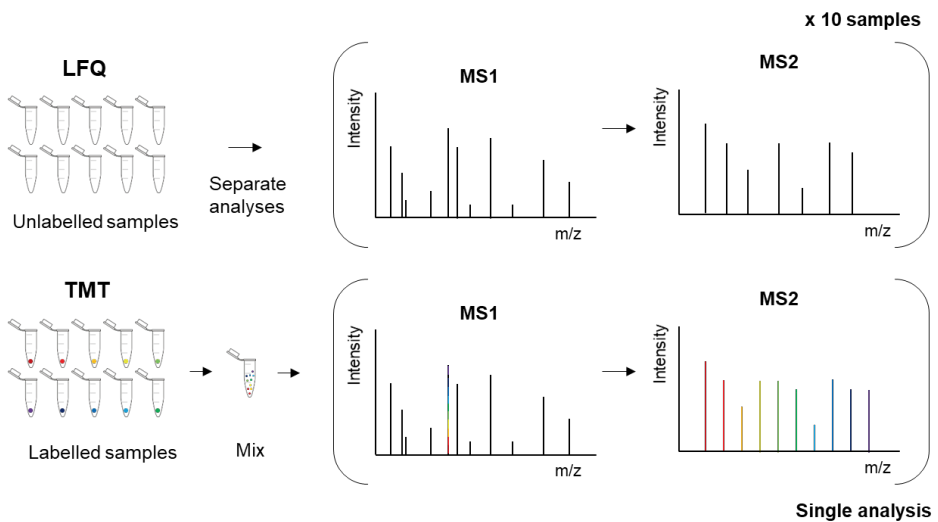 x 10 samples
LFQ
MS1
MS2
Intensity
Intensity
Separate
analyses
Unlabelled samples
m/z
m/z
TMT
MS1
MS2
Intensity
Intensity
Labelled samples
Mix
m/z
m/z
Single analysis